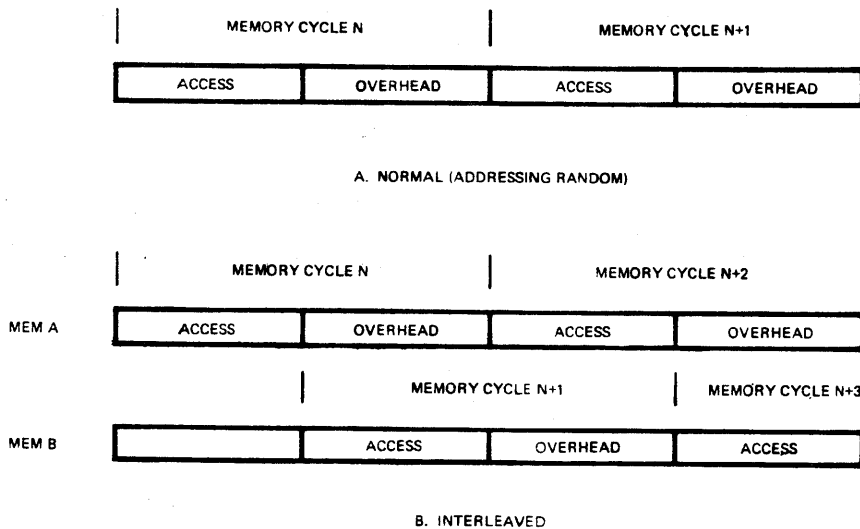 MEMORY CYCLE N MEMORY CYCLE N+1
ACCESS OVERHEAD ACCESS OVERHEAD
A. NORMAL (ADDRESSING RANDOM)
MEMORY CYCLE N MEMORY CYCLE N+2
MEM A ACCESS OVERHEAD ACCESS OVERHEAD
MEMORY CYCLE N+1 MEMORY CYCLE N+3
MEM B ACCESS OVERHEAD ACCESS
B. INTERLEAVED